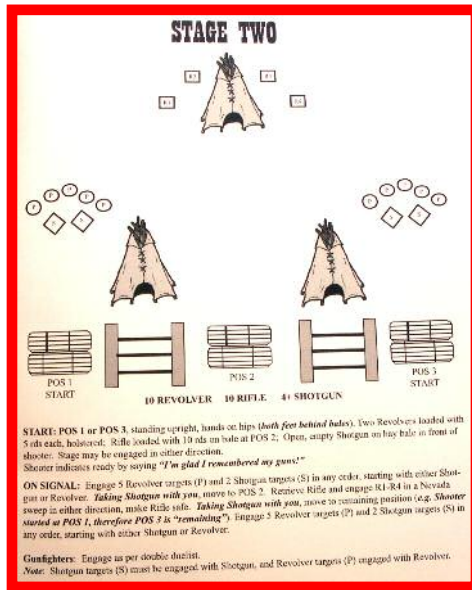 STAGE TWO
P P P P P
S S
P P P P P
S S
POS 1
START
POS 2
POS 3
START
10 REVOLVER 10 RIFLE 4+ SHOTGUN
START: POS 1 or POS 3, standing upright, hands on hips (both feet behind bales). Two Revolvers loaded with
5 rds each, holstered; Rifle loaded with 10 rds on bale at POS 2; Open, empty Shotgun on hay bale in front of
shooter. Stage may be engaged in either direction.
Shooter indicates ready by saying "I'm glad I remembered my guns!"
ON SIGNAL: Engage 5 Revolver targets (P) and 2 Shotgun targets (S) in any order, starting with either Shot-
gun or Revolver. Taking Shotgun with you, move to POS 2. Retrieve Rifle and engage R1-R4 in a Nevada
sweep in either direction, make Rifle safe. Taking Shotgun with you, move to remaining position (e.g. Shooter
started at POS 1, therefore POS 3 is "remaining"). Engage 5 Revolver targets (P) and 2 Shotgun targets (S) in
any order, starting with either Shotgun or Revolver.
Gunfighters: Engage as per double duelist.
Note: Shotgun targets (S) must be engaged with Shotgun, and Revolver targets (P) engaged with Revolver.